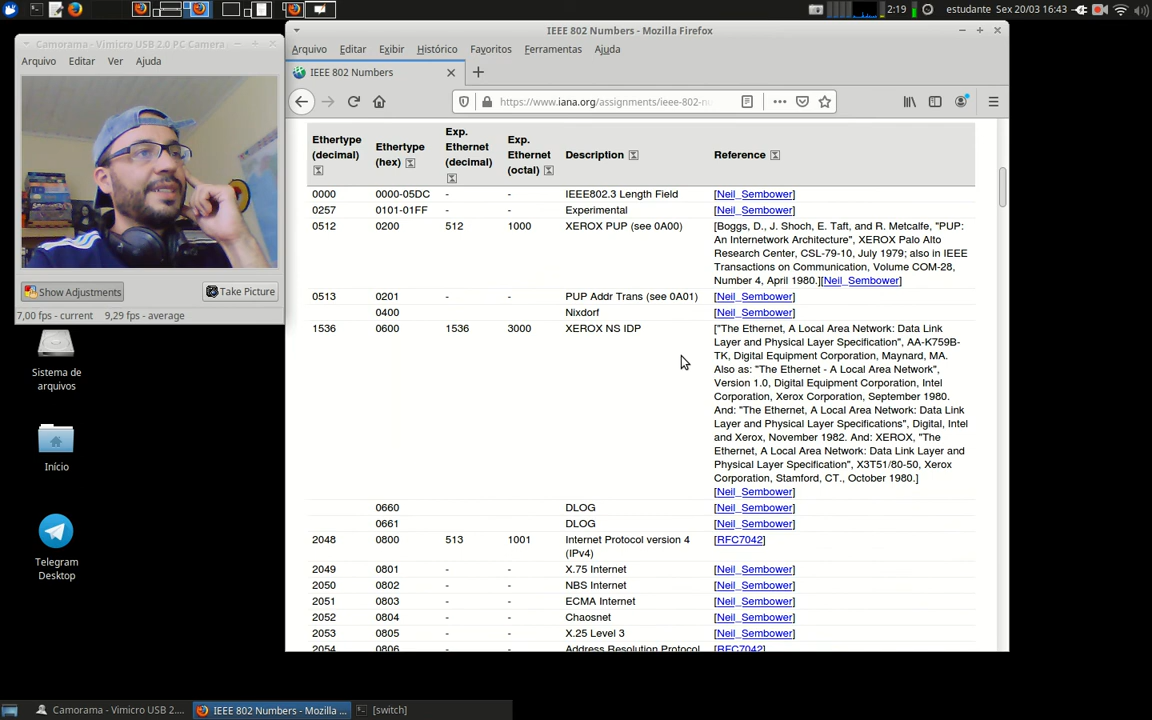 2:19
estudante Sex 20/03 16:43
Camorama - Vimicro USB 2.0 PC Camera
Arquivo Editar Ver Ajuda
Show Adjustments
Take Picture
7,00 fps - current 9,29 fps - average
Sistema de
arquivos
Início
Telegram
Desktop
IEEE 802 Numbers - Mozilla Firefox
Arquivo Editar Exibir Histórico Favoritos Ferramentas Ajuda
IEEE 802 Numbers
https://www.iana.org/assignments/ieee-802-nu
Ethertype
(decimal)
Ethertype
(hex)
Exp.
Ethernet
(decimal)
Exp.
Ethernet
(octal)
Description
Reference
0000 0000-05DC - - IEEE802.3 Length Field [Neil_Sembower]
0257 0101-01FF - - Experimental [Neil_Sembower]
0512 0200 512 1000 XEROX PUP (see 0A00) [Boggs, D., J. Shoch, E. Taft, and R. Metcalfe, "PUP:
An Internetwork Architecture", XEROX Palo Alto
Research Center, CSL-79-10, July 1979; also in IEEE
Transactions on Communication, Volume COM-28,
Number 4, April 1980.][Neil_Sembower]
0513 0201 - - PUP Addr Trans (see 0A01) [Neil_Sembower]
0400 Nixdorf [Neil_Sembower]
1536 0600 1536 3000 XEROX NS IDP ["The Ethernet, A Local Area Network: Data Link
Layer and Physical Layer Specification", AA-K759B-
TK, Digital Equipment Corporation, Maynard, MA.
Also as: "The Ethernet - A Local Area Network",
Version 1.0, Digital Equipment Corporation, Intel
Corporation, Xerox Corporation, September 1980.
And: "The Ethernet, A Local Area Network: Data Link
Layer and Physical Layer Specifications", Digital, Intel
and Xerox, November 1982. And: XEROX, "The
Ethernet, A Local Area Network: Data Link Layer and
Physical Layer Specification", X3T51/80-50, Xerox
Corporation, Stamford, CT., October 1980.]
[Neil_Sembower]
0660 DLOG [Neil_Sembower]
0661 DLOG [Neil_Sembower]
2048 0800 513 1001 Internet Protocol version 4 [RFC7042]
(IPv4)
2049 0801 - - X.75 Internet [Neil_Sembower]
2050 0802 - - NBS Internet [Neil_Sembower]
2051 0803 - - ECMA Internet [Neil_Sembower]
2052 0804 - - Chaosnet [Neil_Sembower]
2053 0805 - - X.25 Level 3 [Neil_Sembower]
2054 0806 - - Address Resolution Protocol [RFC7042]
Camorama - Vimicro USB 2....
IEEE 802 Numbers - Mozilla ...
[switch]